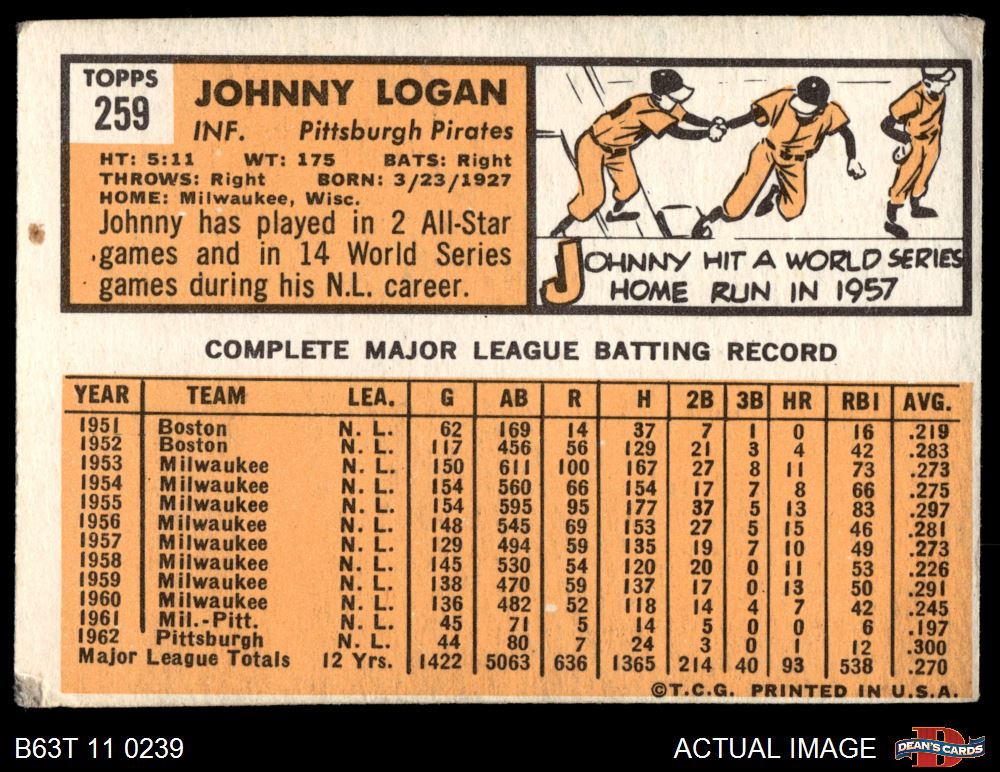 TOPPS
259
JOHNNY LOGAN
INF. Pittsburgh Pirates
HT: 5:11 WT: 175 BATS: Right
THROWS: Right BORN: 3/23/1927
HOME: Milwaukee, Wisc.
Johnny has played in 2 All-Star
games and in 14 World Series
games during his N.L. career.
JOHNNY HIT A WORLD SERIES
HOME RUN IN 1957
COMPLETE MAJOR LEAGUE BATTING RECORD
YEAR TEAM LEA. G AB R H 2B 3B HR RBI AVG.
1951 Boston N. L. 62 169 14 37 7 1 0 16 .219
1952 Boston N. L. 117 456 56 129 21 3 4 42 .283
1953 Milwaukee N. L. 150 611 100 167 27 8 11 73 .273
1954 Milwaukee N. L. 154 560 66 154 17 7 8 66 .275
1955 Milwaukee N. L. 154 595 95 177 37 5 13 83 .297
1956 Milwaukee N. L. 148 545 69 153 27 5 15 46 .281
1957 Milwaukee N. L. 129 494 59 135 19 7 10 49 .273
1958 Milwaukee N. L. 145 530 54 120 20 0 11 53 .226
1959 Milwaukee N. L. 138 470 59 137 17 0 13 50 .291
1960 Milwaukee N. L. 136 482 52 118 14 4 7 42 .245
1961 Mil.-Pitt. N. L. 45 71 5 14 5 0 0 6 .197
1962 Pittsburgh N. L. 44 80 7 24 3 0 1 12 .300
Major League Totals 12 Yrs. 1422 5063 636 1365 214 40 93 538 .270
©T.C.G. PRINTED IN U.S.A.
B63T 11 0239
ACTUAL IMAGE
DEAN'S CARDS